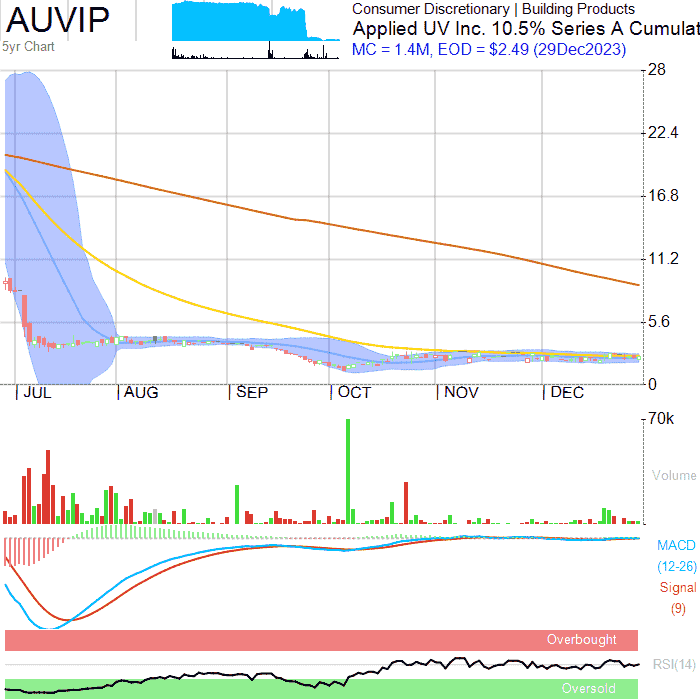 AUVIP
5yr Chart
Consumer Discretionary | Building Products
Applied UV Inc. 10.5% Series A Cumulat
MC = 1.4M, EOD = $2.49 (29Dec2023)
28
22.4
16.8
11.2
5.6
0
JUL AUG SEP OCT NOV DEC
70k
Volume
MACD
(12-26)
Signal
(9)
Overbought
RSI(14)
Oversold